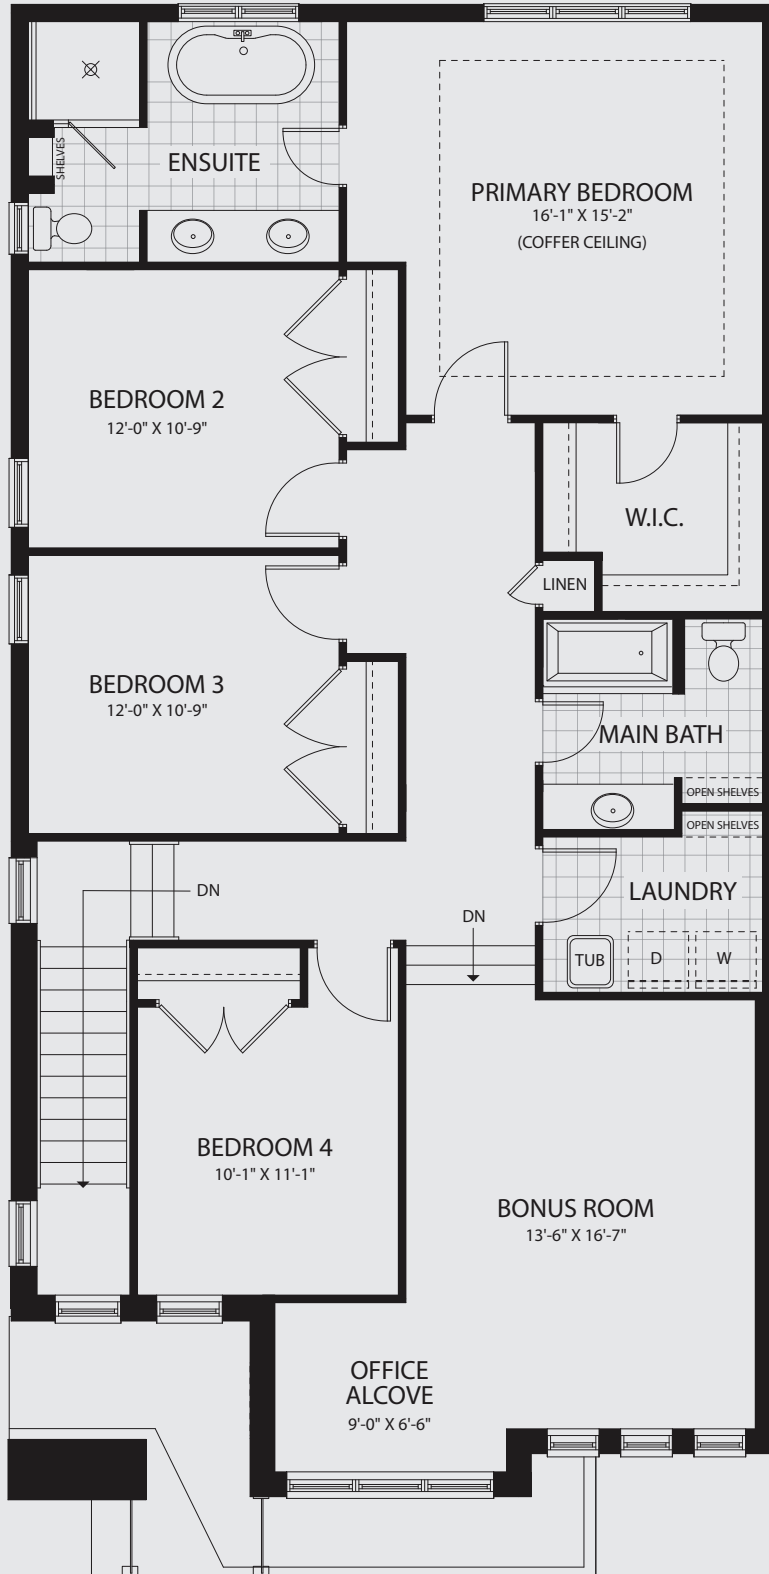 SHELVES
ENSUITE
PRIMARY BEDROOM
16'-1" X 15'-2"
(COFFER CEILING)
BEDROOM 2
12'-0" X 10'-9"
W.I.C.
LINEN
BEDROOM 3
12'-0" X 10'-9"
MAIN BATH
OPEN SHELVES
OPEN SHELVES
LAUNDRY
DN
DN
TUB
D
W
BEDROOM 4
10'-1" X 11'-1"
BONUS ROOM
13'-6" X 16'-7"
OFFICE
ALCOVE
9'-0" X 6'-6"